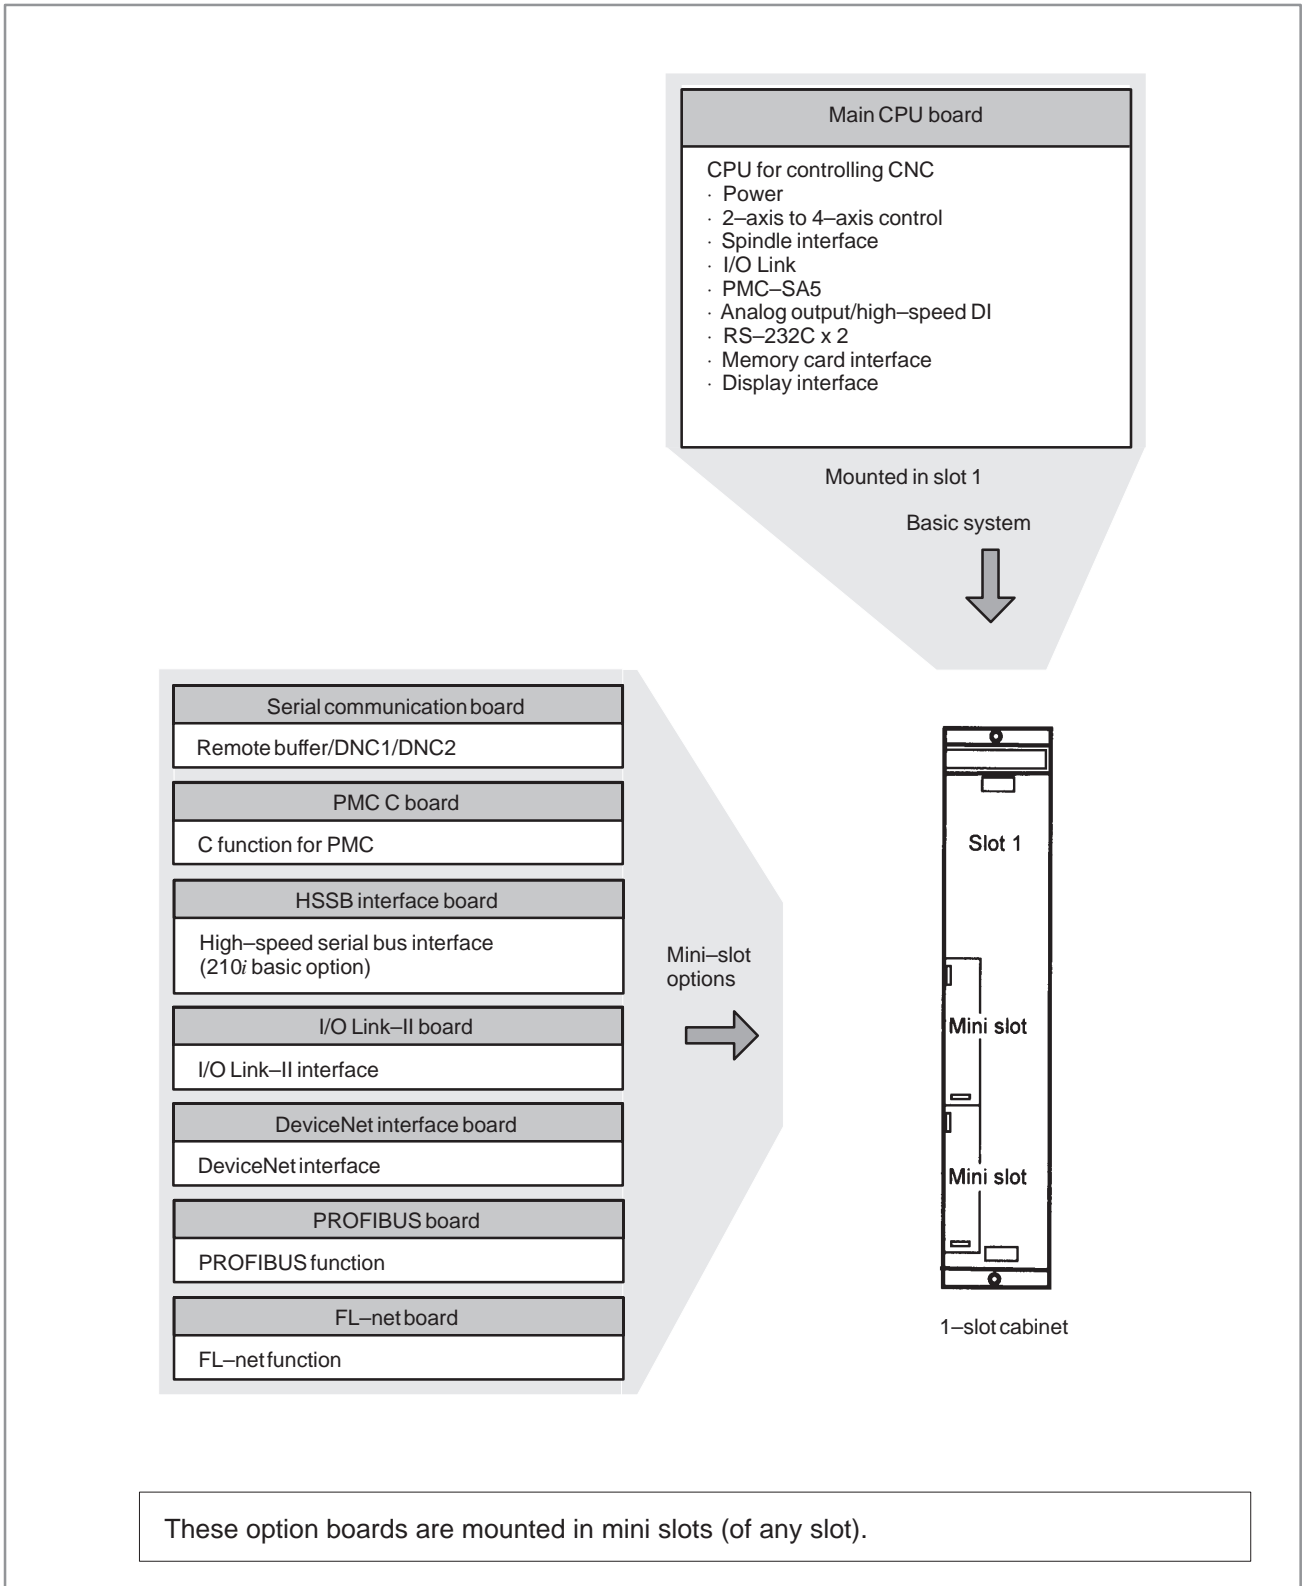 Main CPU board
CPU for controlling CNC
· Power
· 2–axis to 4–axis control
· Spindle interface
· I/O Link
· PMC–SA5
· Analog output/high–speed DI
· RS–232C x 2
· Memory card interface
· Display interface
Mounted in slot 1
Basic system
Serial communication board
Remote buffer/DNC1/DNC2
PMC C board
C function for PMC
HSSB interface board
High–speed serial bus interface
(210i basic option)
I/O Link–II board
I/O Link–II interface
DeviceNet interface board
DeviceNet interface
PROFIBUS board
PROFIBUS function
FL–net board
FL–net function
Mini–slot
options
Slot 1
Mini slot
Mini slot
1–slot cabinet
These option boards are mounted in mini slots (of any slot).